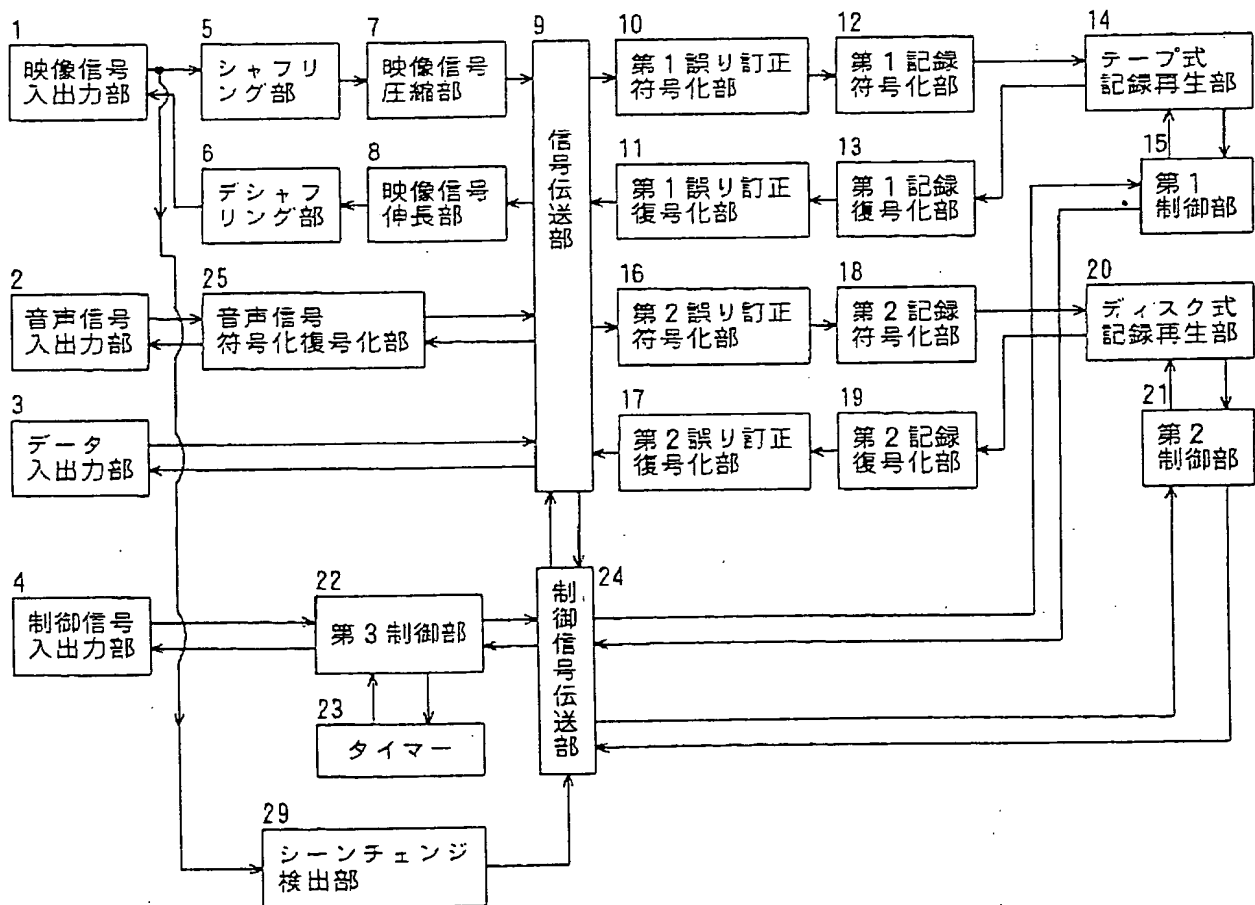 1
映像信号
入出力部
5
シャフリ
ング部
7
映像信号
圧縮部
9
信号伝送部
10
第1誤り訂正
符号化部
12
第1記録
符号化部
14
テープ式
記録再生部
6
デシャフ
リング部
8
映像信号
伸長部
11
第1誤り訂正
復号化部
13
第1記録
復号化部
15
第1
制御部
2
音声信号
入出力部
25
音声信号
符号化復号化部
16
第2誤り訂正
符号化部
18
第2記録
符号化部
20
ディスク式
記録再生部
3
データ
入出力部
17
第2誤り訂正
復号化部
19
第2記録
復号化部
21
第2
制御部
4
制御信号
入出力部
22
第3制御部
24
制御信号伝送部
23
タイマー
29
シーンチェンジ
検出部